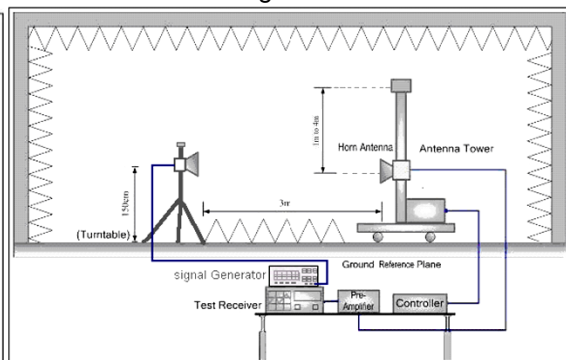 1m to 4m
Horn Antenna
Antenna Tower
150cm
3m
(Turntable)
Ground Reference Plane
signal Generator
Test Receiver
Pre-
Amplifier
Controller